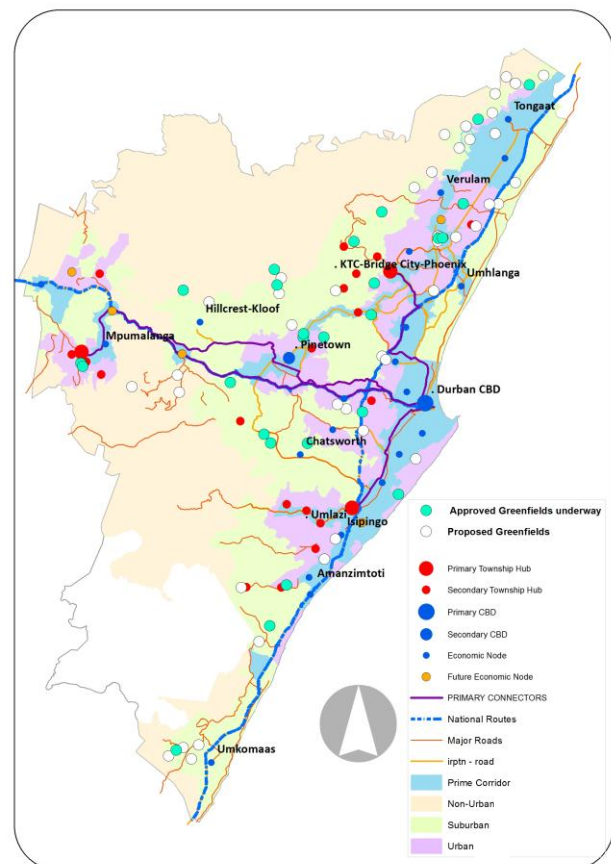 Tongaat
Verulam
. KTC-Bridge City-Phoenix
Umhlanga
Hillcrest-Kloof
Mpumalanga
. Pinetown
. Durban CBD
Chatsworth
. Umlazi
Isipingo
Amanzimtoti
Umkomaas
Approved Greenfields underway
Proposed Greenfields
Primary Township Hub
Secondary Township Hub
Primary CBD
Secondary CBD
Economic Node
Future Economic Node
PRIMARY CONNECTORS
National Routes
Major Roads
irptn - road
Prime Corridor
Non-Urban
Suburban
Urban